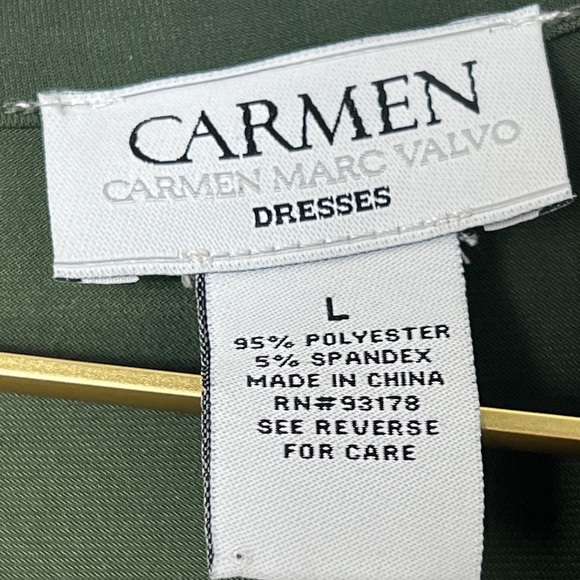 CARMEN
CARMEN MARC VALVO
DRESSES
L
95% POLYESTER
5% SPANDEX
MADE IN CHINA
RN#93178
SEE REVERSE
FOR CARE